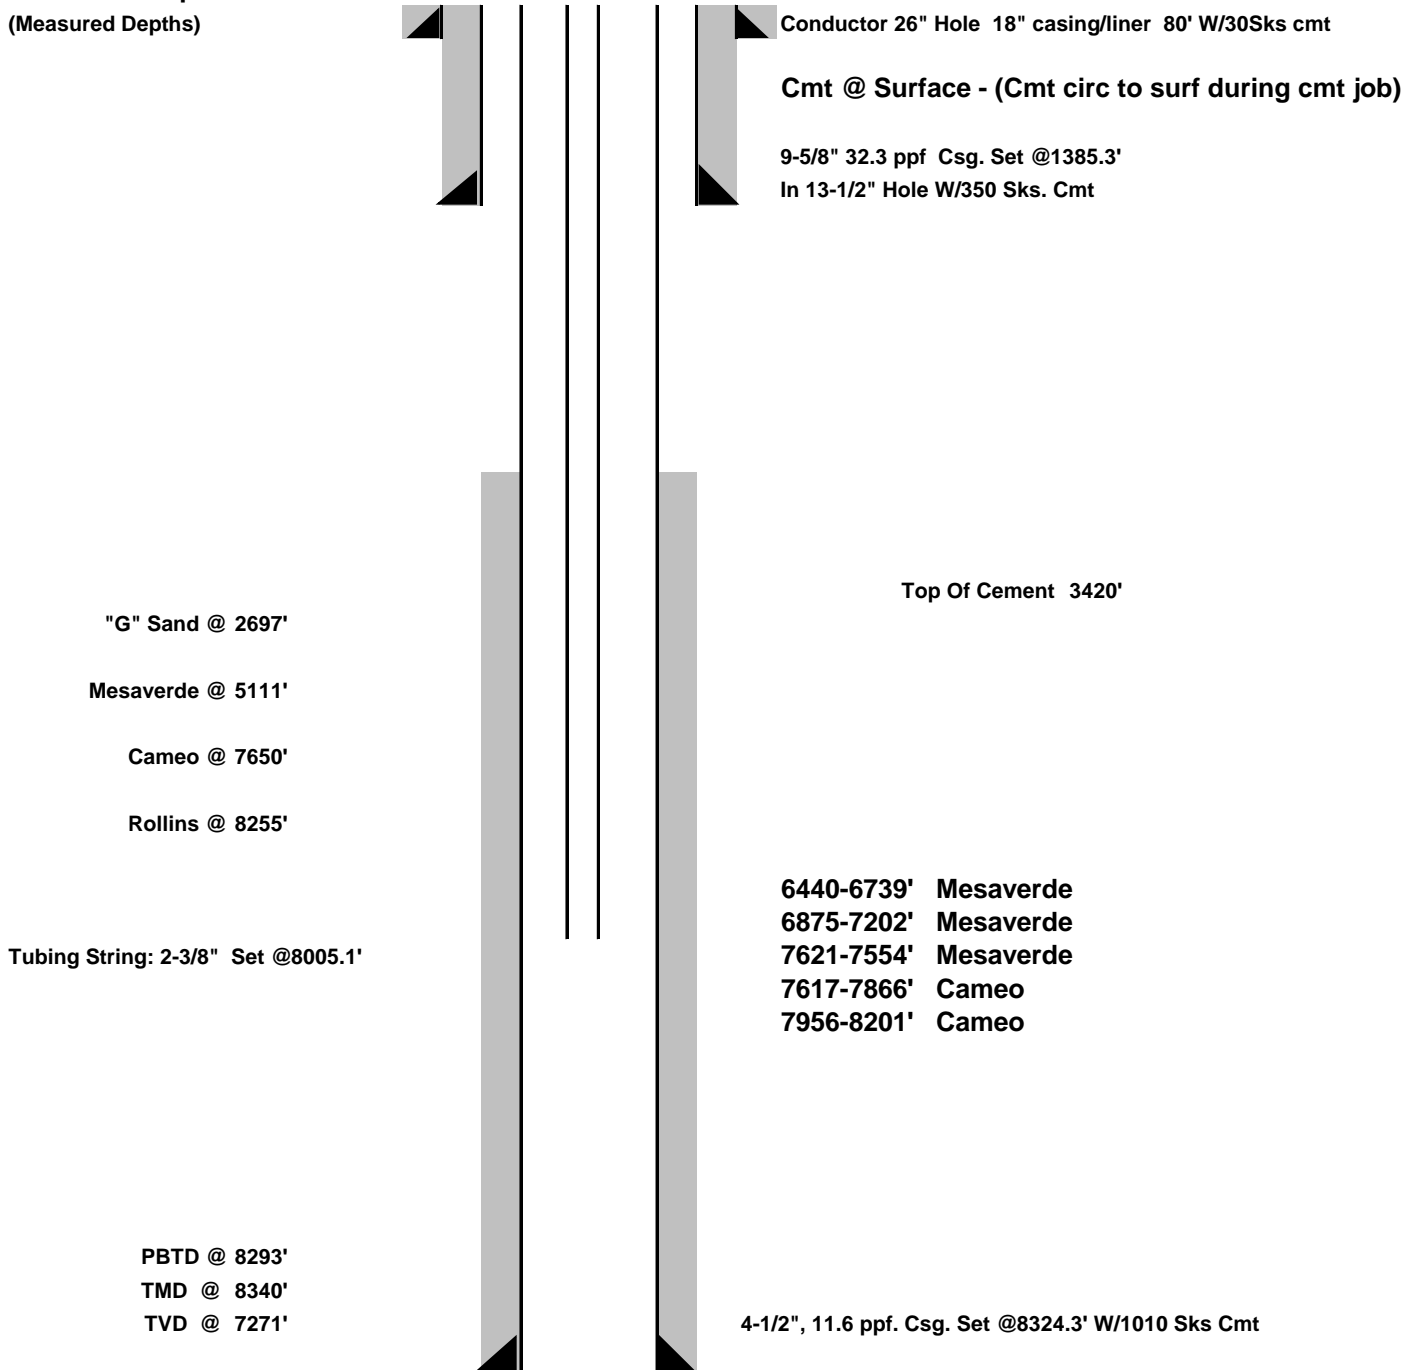 (Measured Depths)
Conductor 26" Hole 18" casing/liner 80' W/30Sks cmt
Cmt @ Surface - (Cmt circ to surf during cmt job)
9-5/8" 32.3 ppf Csg. Set @1385.3'
In 13-1/2" Hole W/350 Sks. Cmt
Top Of Cement 3420'
"G" Sand @ 2697'
Mesaverde @ 5111'
Cameo @ 7650'
Rollins @ 8255'
6440-6739' Mesaverde
6875-7202' Mesaverde
7621-7554' Mesaverde
7617-7866' Cameo
7956-8201' Cameo
Tubing String: 2-3/8" Set @8005.1'
PBTD @ 8293'
TMD @ 8340'
TVD @ 7271'
4-1/2", 11.6 ppf. Csg. Set @8324.3' W/1010 Sks Cmt